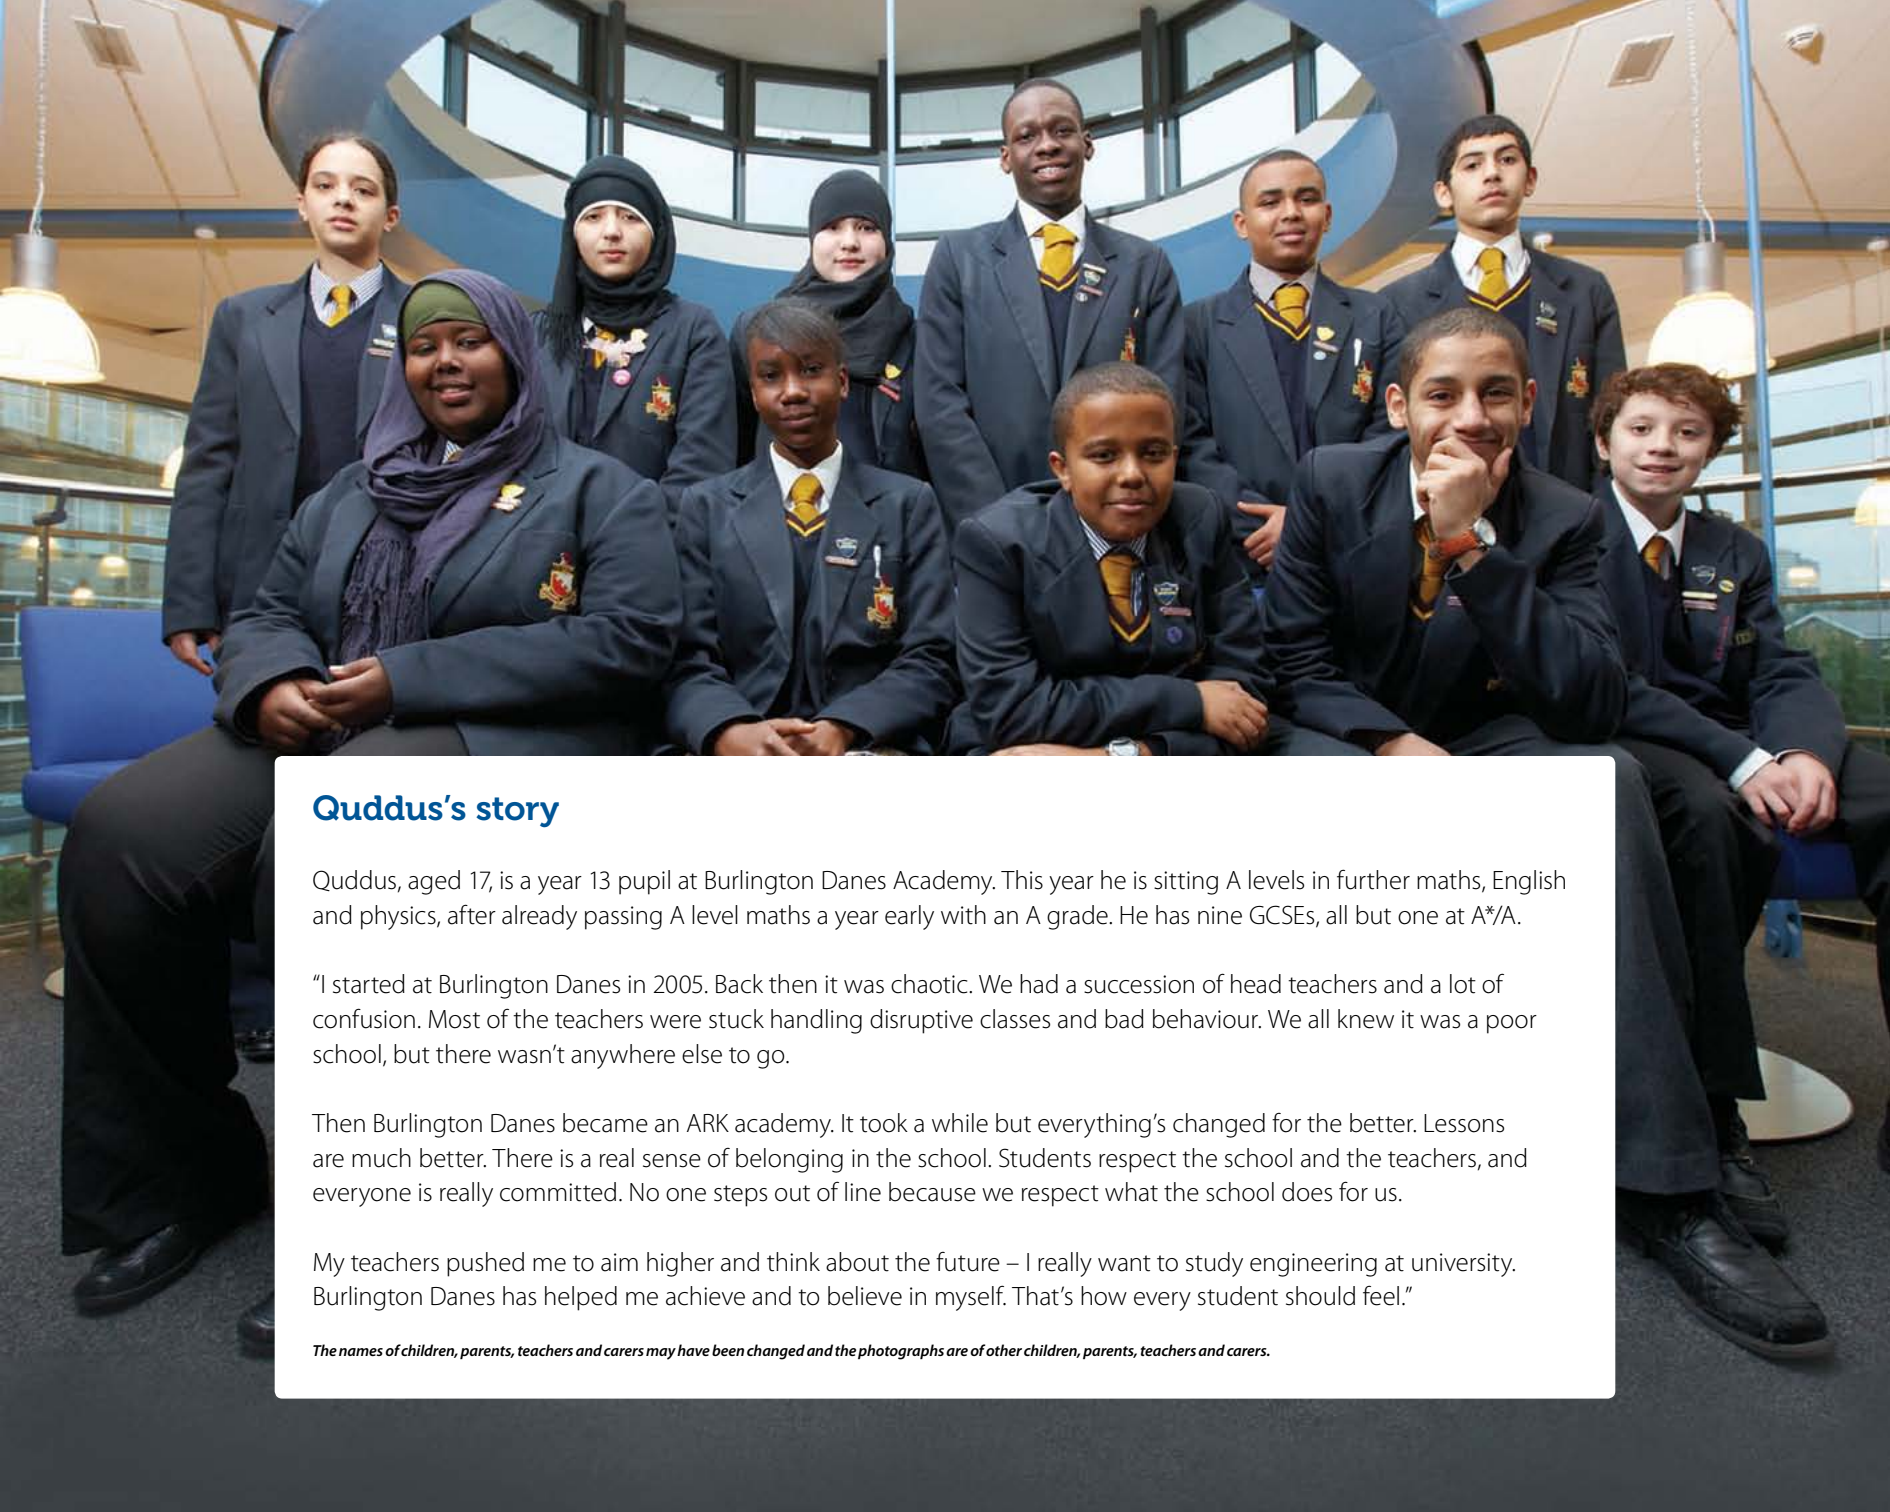 Quddus’s story
Quddus, aged 17, is a year 13 pupil at Burlington Danes Academy. This year he is sitting A levels in further maths, English
and physics, after already passing A level maths a year early with an A grade. He has nine GCSEs, all but one at A*/A.
“I started at Burlington Danes in 2005. Back then it was chaotic. We had a succession of head teachers and a lot of
confusion. Most of the teachers were stuck handling disruptive classes and bad behaviour. We all knew it was a poor
school, but there wasn’t anywhere else to go.
Then Burlington Danes became an ARK academy. It took a while but everything’s changed for the better. Lessons
are much better. There is a real sense of belonging in the school. Students respect the school and the teachers, and
everyone is really committed. No one steps out of line because we respect what the school does for us.
My teachers pushed me to aim higher and think about the future – I really want to study engineering at university.
Burlington Danes has helped me achieve and to believe in myself. That’s how every student should feel.”
The names of children, parents, teachers and carers may have been changed and the photographs are of other children, parents, teachers and carers.